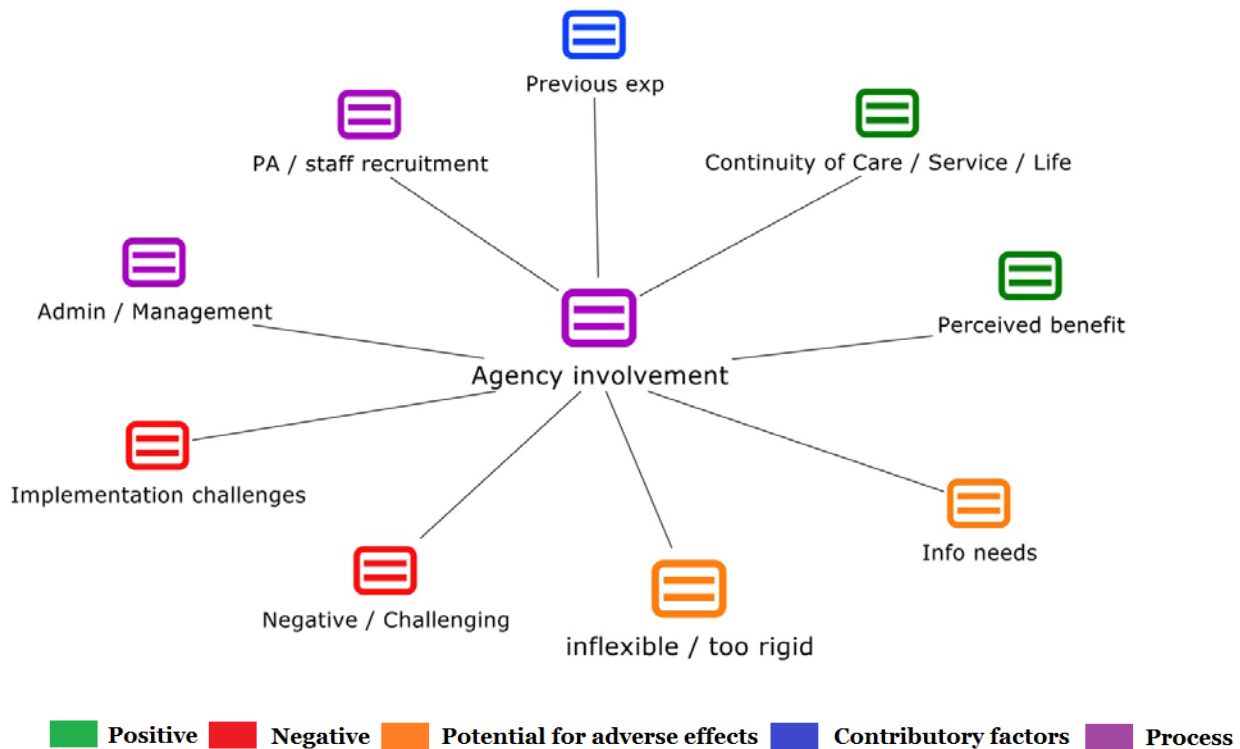 Previous exp
PA / staff recruitment
Continuity of Care / Service / Life
Admin / Management
Perceived benefit
Agency involvement
Implementation challenges
Info needs
Negative / Challenging
inflexible / too rigid
Positive
Negative
Potential for adverse effects
Contributory factors
Process